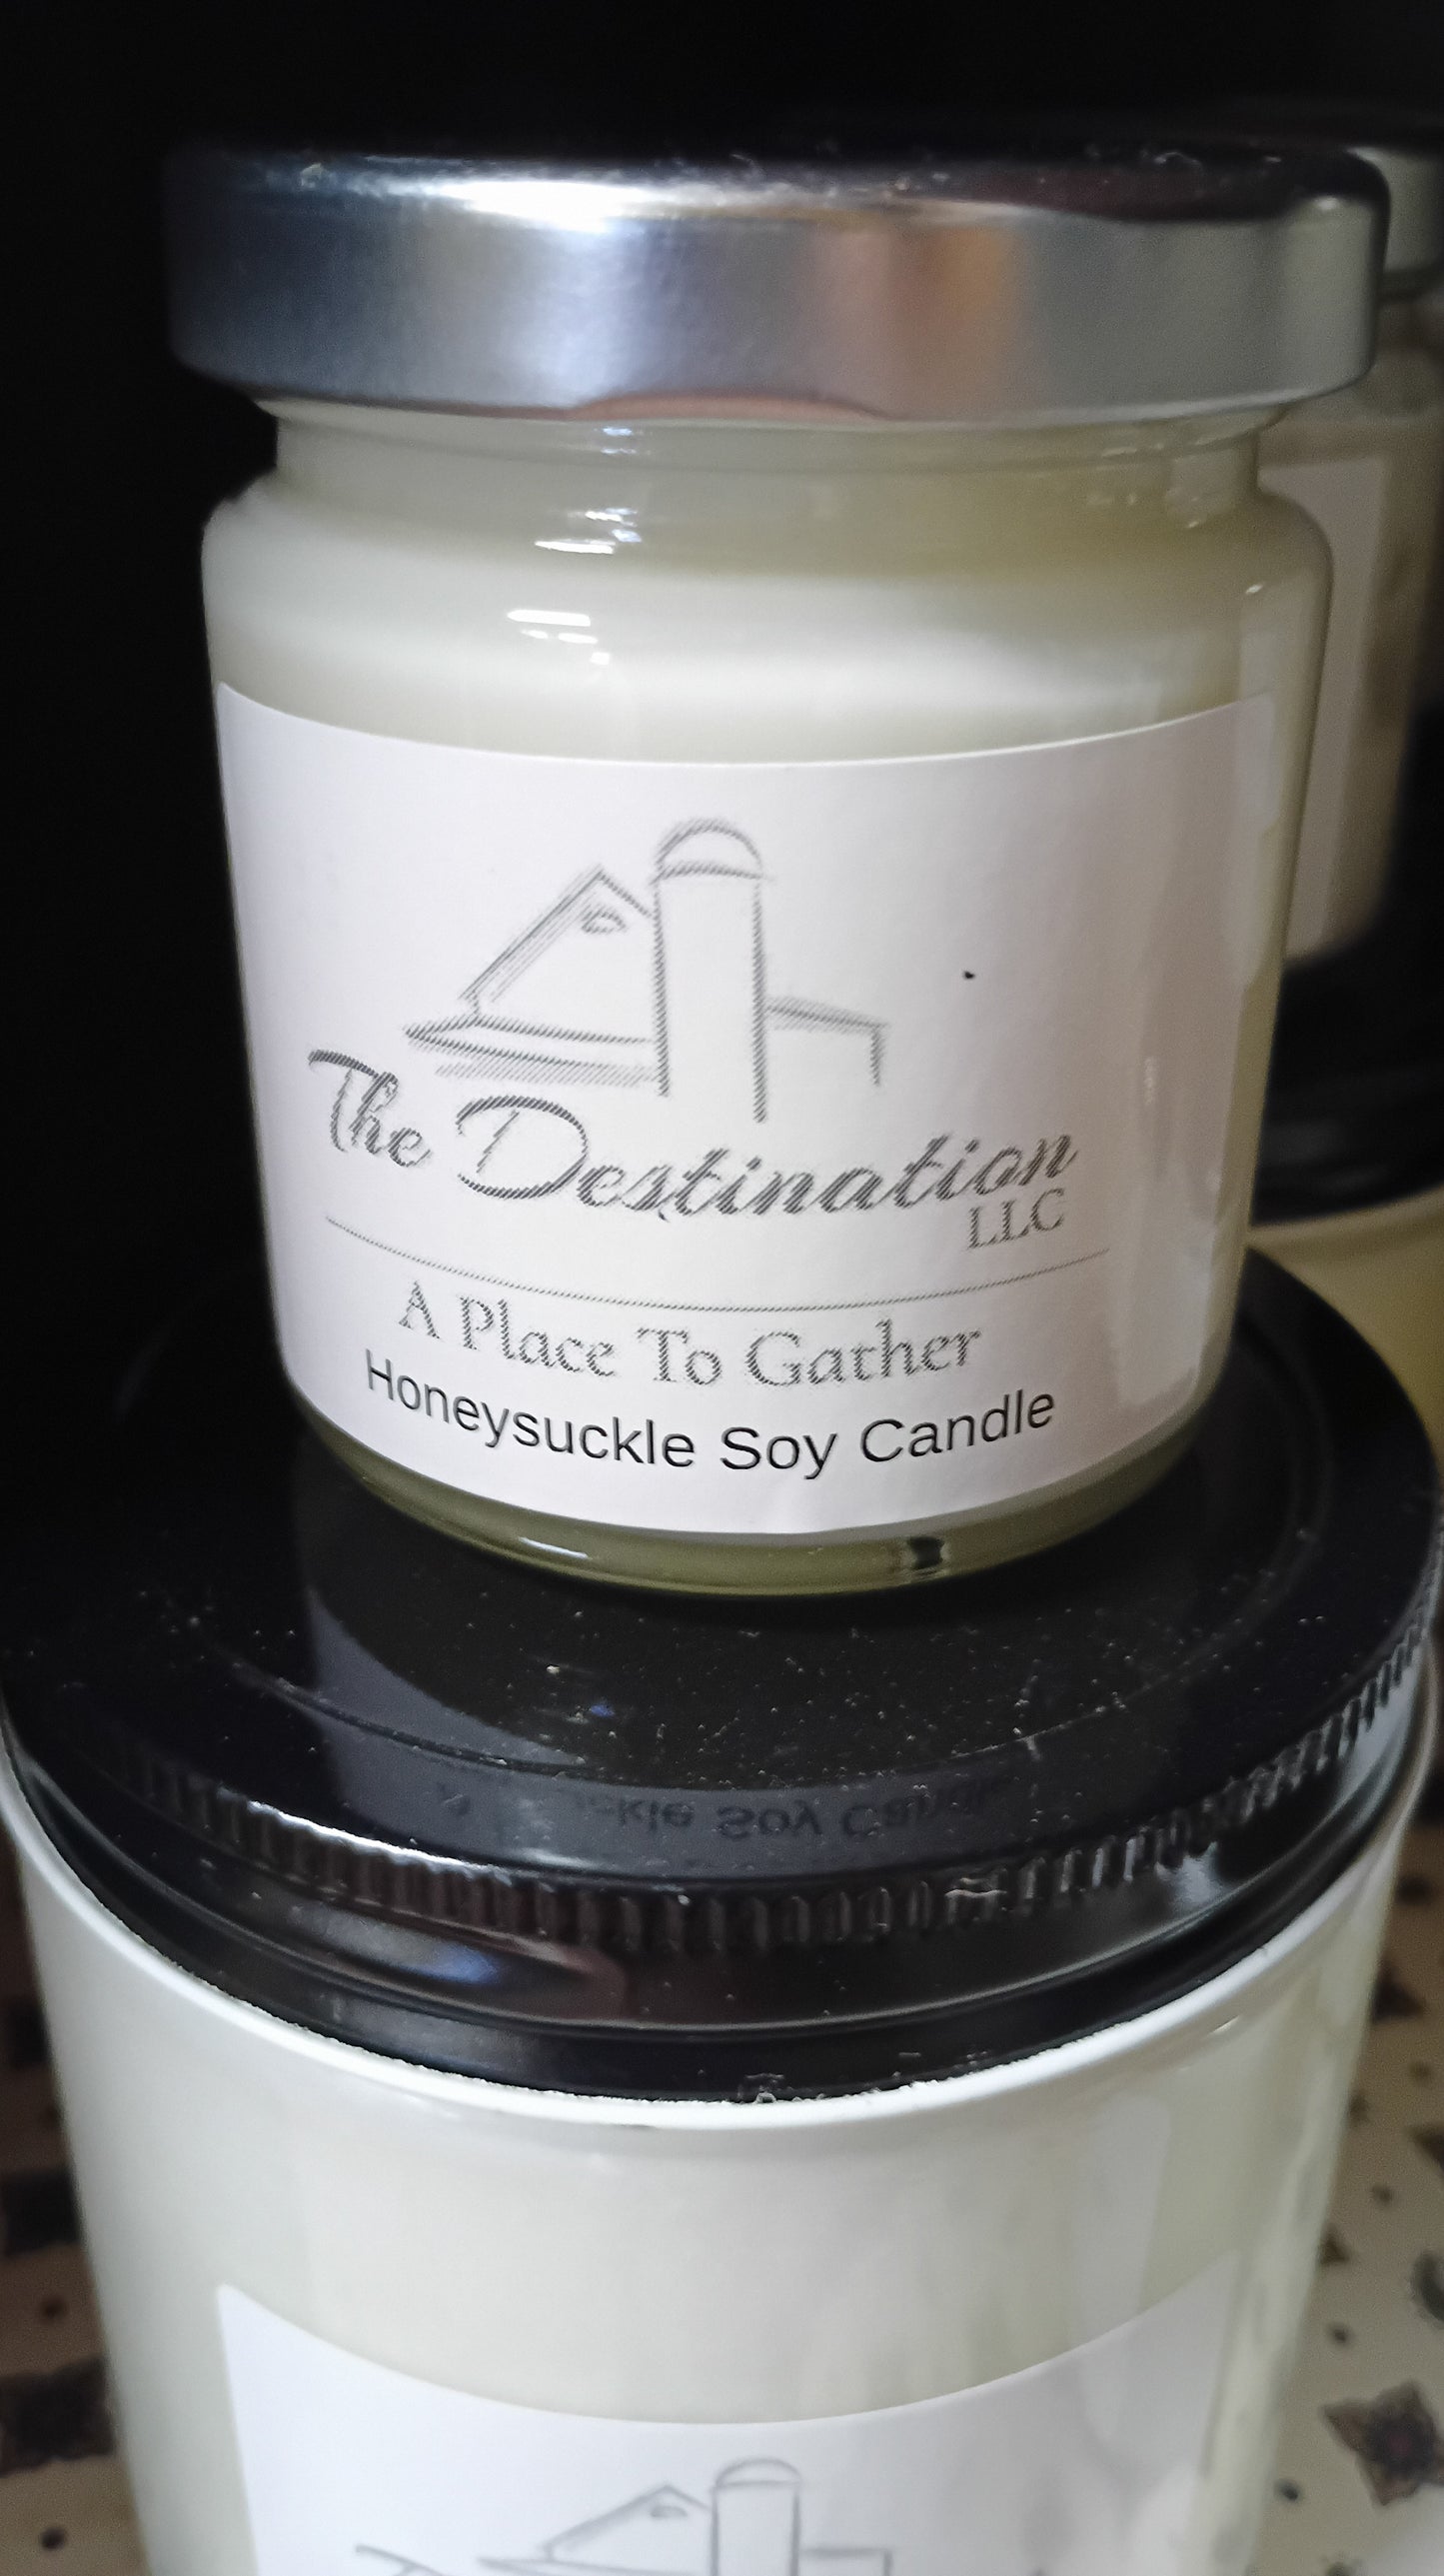 The Destination
LLC
A Place To Gather
Honeysuckle Soy Candle